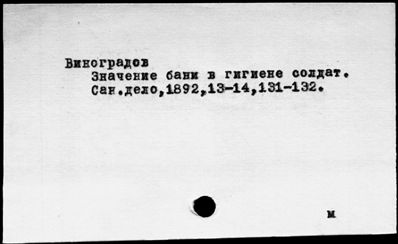 Виноградов
Значение бани в гигиене солдат.
Сан.дело,1892,13-14,131-132.
м